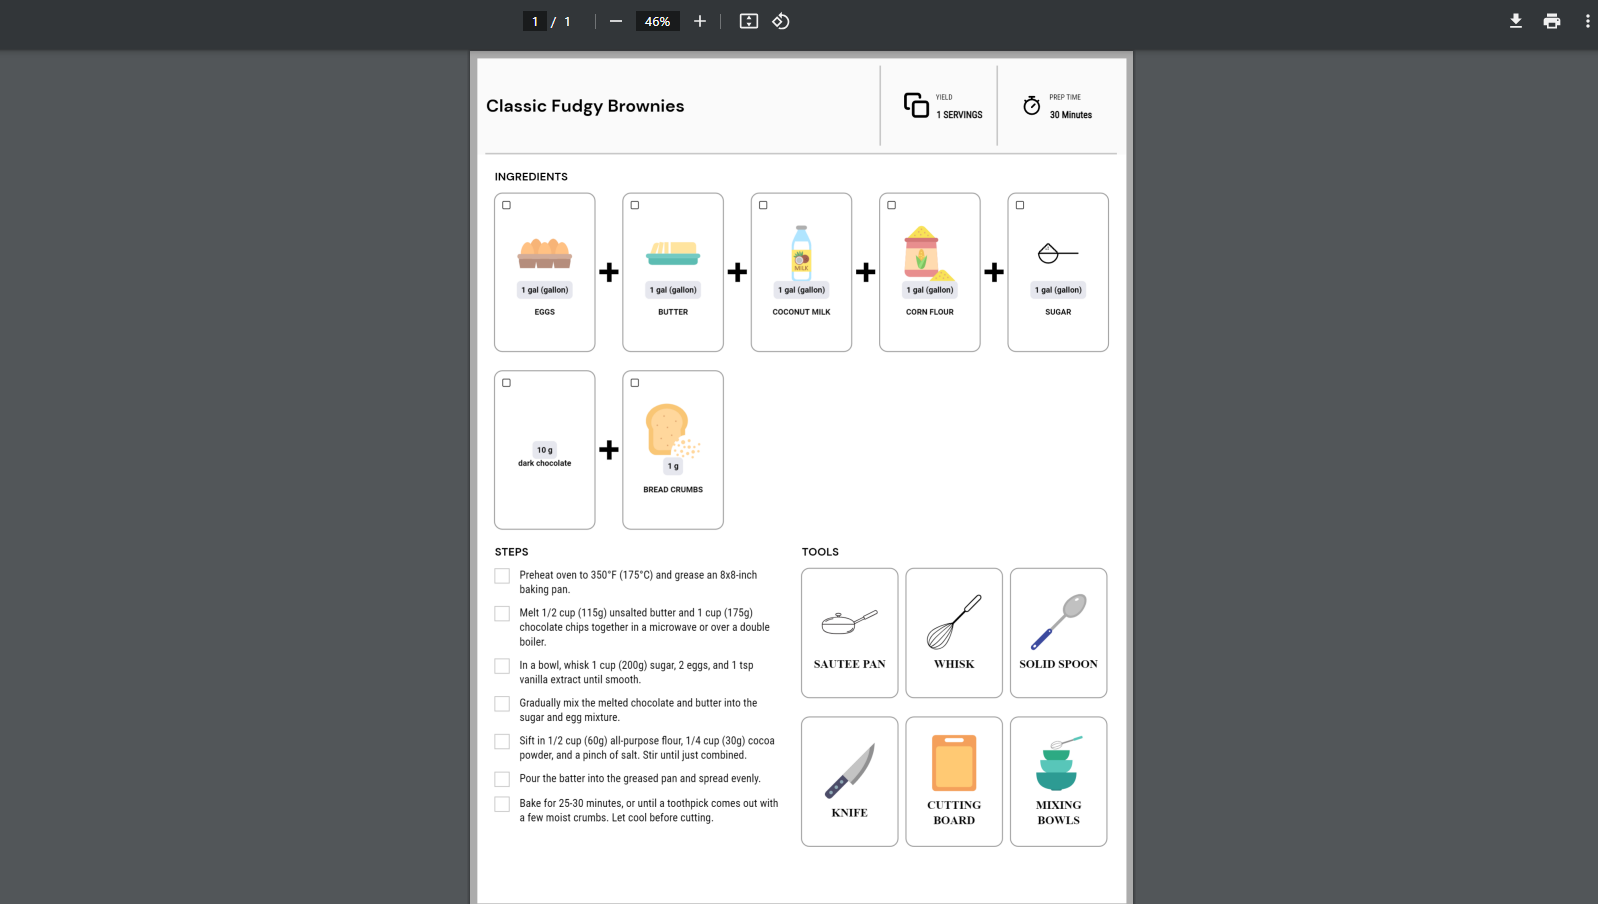 1 / 1
46%
Classic Fudgy Brownies
YIELD
1 SERVINGS
PREP TIME
30 Minutes
INGREDIENTS
1 gal (gallon)
EGGS
1 gal (gallon)
BUTTER
MILK
1 gal (gallon)
COCONUT MILK
1 gal (gallon)
CORN FLOUR
1 gal (gallon)
SUGAR
10 g
dark chocolate
1 g
BREAD CRUMBS
STEPS
Preheat oven to 350°F (175°C) and grease an 8x8-inch
baking pan.
Melt 1/2 cup (115g) unsalted butter and 1 cup (175g)
chocolate chips together in a microwave or over a double
boiler.
In a bowl, whisk 1 cup (200g) sugar, 2 eggs, and 1 tsp
vanilla extract until smooth.
Gradually mix the melted chocolate and butter into the
sugar and egg mixture.
Sift in 1/2 cup (60g) all-purpose flour, 1/4 cup (30g) cocoa
powder, and a pinch of salt. Stir until just combined.
Pour the batter into the greased pan and spread evenly.
Bake for 25-30 minutes, or until a toothpick comes out with
a few moist crumbs. Let cool before cutting.
TOOLS
SAUTEE PAN
WHISK
SOLID SPOON
KNIFE
CUTTING
BOARD
MIXING
BOWLS